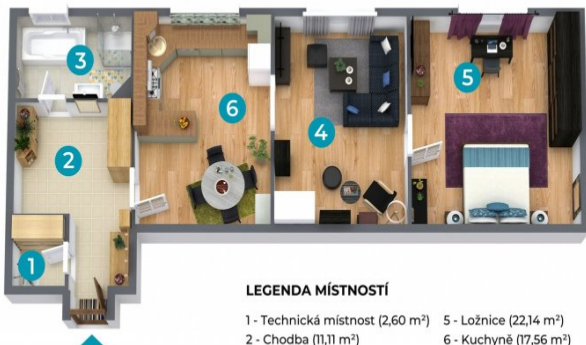 3
6
5
2
4
1
LEGENDA MÍSTNOSTÍ
1 - Technická místnost (2,60 m²) 5 - Ložnice (22,14 m²)
2 - Chodba (11,11 m²) 6 - Kuchyně (17,56 m²)